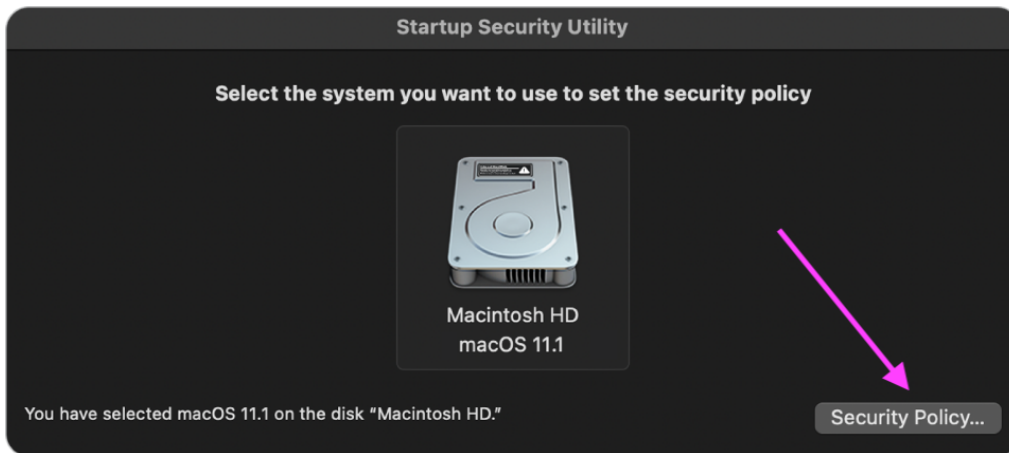 Startup Security Utility
Select the system you want to use to set the security policy
Macintosh HD
macOS 11.1
You have selected macOS 11.1 on the disk “Macintosh HD.”
Security Policy...